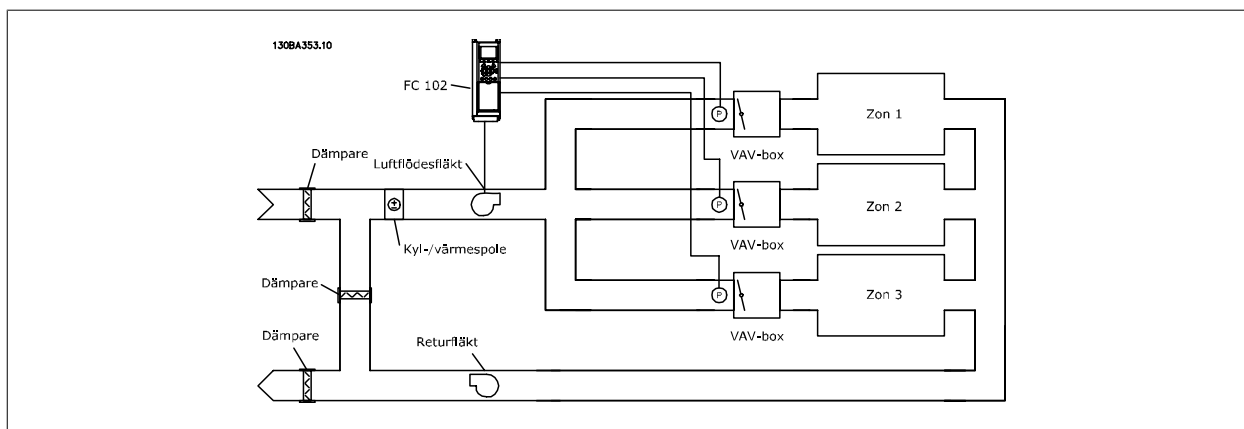 130BA353.10
FC 102
Dämpare
Luftflödesfläkt
Zon 1
VAV-box
Zon 2
VAV-box
Kyl-/värmespole
Dämpare
Zon 3
VAV-box
Dämpare
Returfläkt
P
P
P